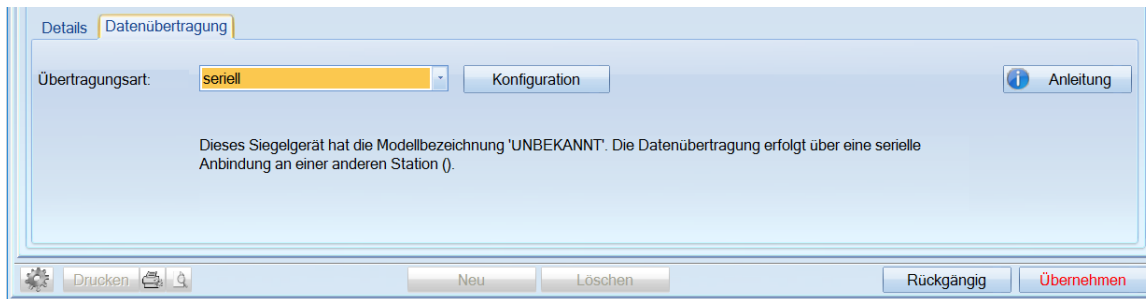 Details Datenübertragung
Übertragungsart: seriell Konfiguration Anleitung
Dieses Siegelgerät hat die Modellbezeichnung 'UNBEKANNT'. Die Datenübertragung erfolgt über eine serielle
Anbindung an einer anderen Station ().
Drucken Neu Löschen Rückgängig Übernehmen